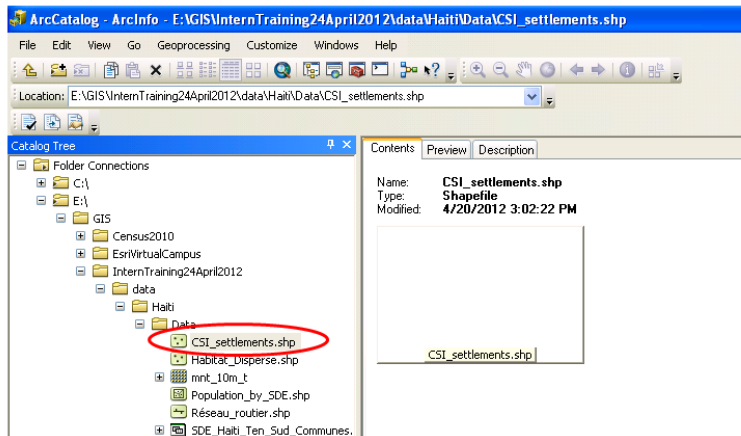 ArcCatalog - ArcInfo - E:\GIS\InternTraining24April2012\data\Haiti\Data\CSI_settlements.shp
File Edit View Go Geoprocessing Customize Windows Help
Location: E:\GIS\InternTraining24April2012\data\Haiti\Data\CSI_settlements.shp
Catalog Tree
Folder Connections
C:\
E:\
GIS
Census2010
EsriVirtualCampus
InternTraining24April2012
data
Haiti
Data
CSI_settlements.shp
Habitat_Disperse.shp
mnt_10m_t
Population_by_SDE.shp
Réseau_routier.shp
SDE_Haiti_Ten_Sud_Communes.
Contents Preview Description
Name: CSI_settlements.shp
Type: Shapefile
Modified: 4/20/2012 3:02:22 PM
CSI_settlements.shp